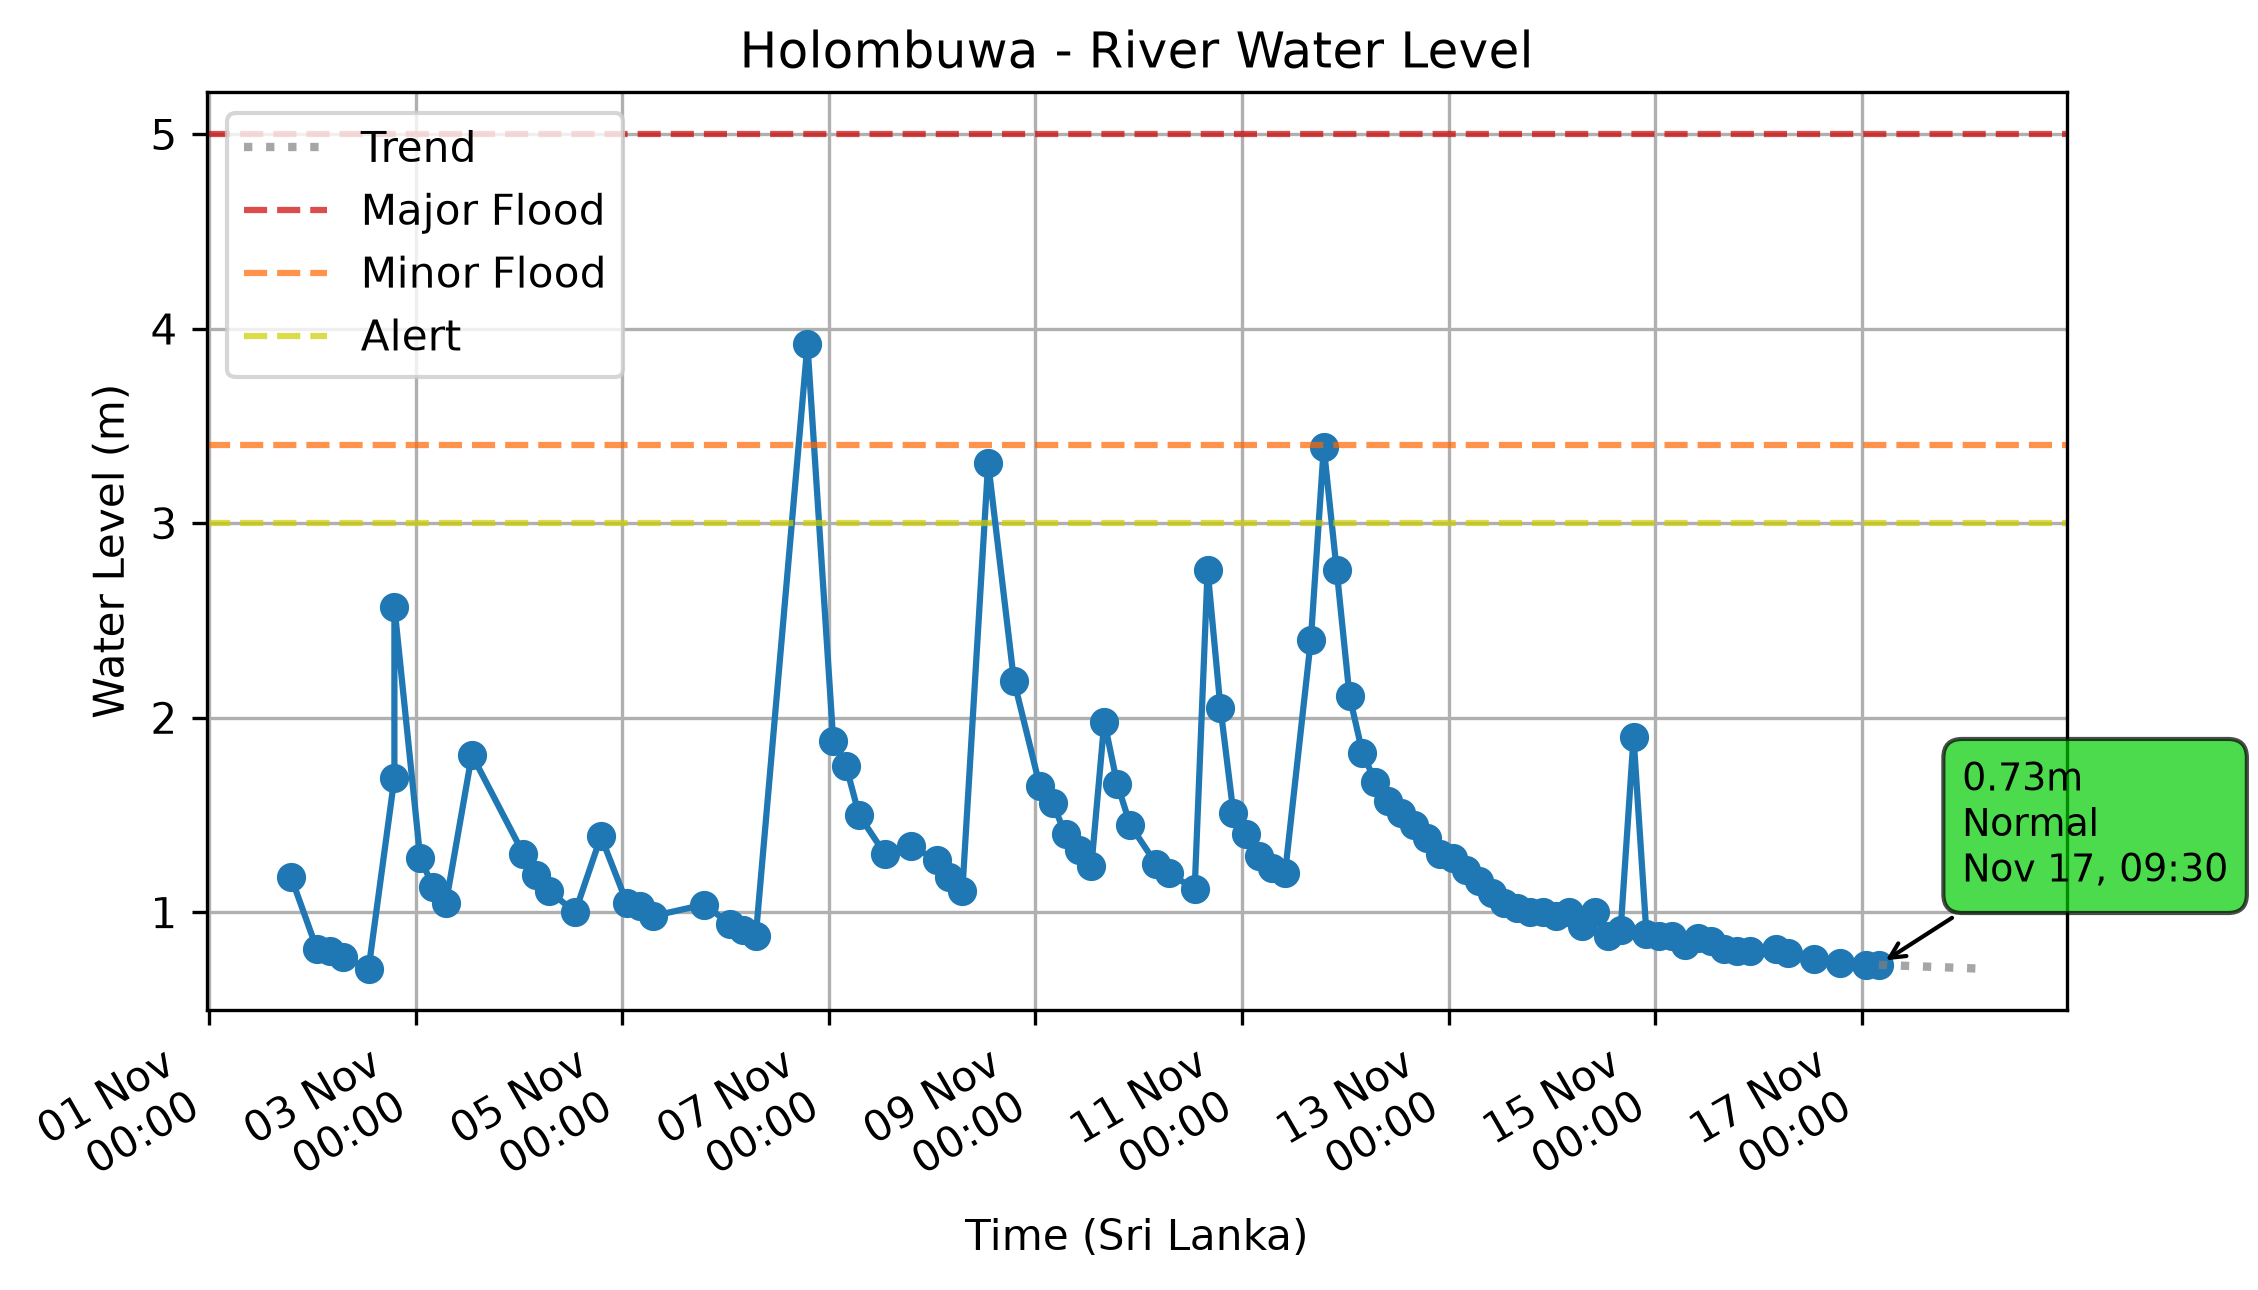 Holombuwa - River Water Level
Trend
Major Flood
Minor Flood
Alert
5
4
3
2
1
Water Level (m)
0.73m
Normal
Nov 17, 09:30
01 Nov
00:00
03 Nov
00:00
05 Nov
00:00
07 Nov
00:00
09 Nov
00:00
11 Nov
00:00
13 Nov
00:00
15 Nov
00:00
17 Nov
00:00
Time (Sri Lanka)